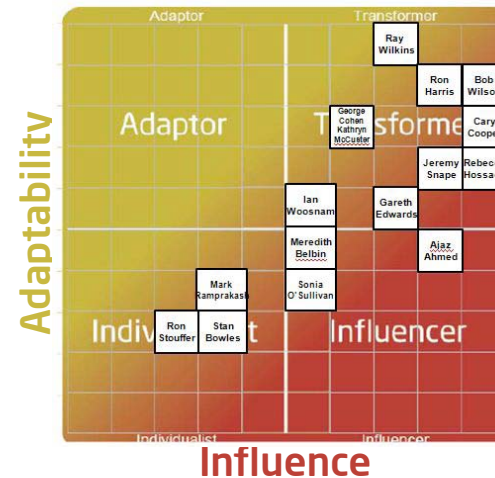 Adaptor
Transformer
Ray
Wilkins
Ron
Harris
Bob
Wilso
George
Cohen
Kathryn
McCuster
Adaptor
T
sforme
Cary
Coope
Jeremy
Snape
Rebec
Hossa
Ian
Woosnam
Gareth
Edwards
Meredith
Belbin
Ajaz
Ahmed
Mark
Ramprakash
Sonia
O'Sullivan
Ron
Stouffer
Stan
Bowles
Indiv
t
Influencer
Individualist
Influencer
Adaptability
Influence